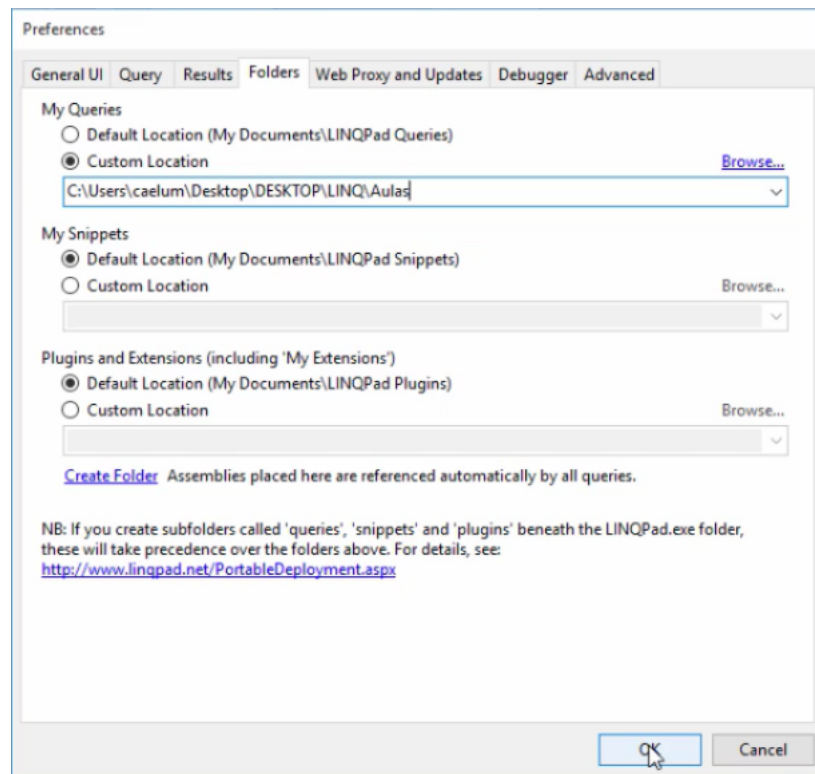 Preferences
General UI Query Results Folders Web Proxy and Updates Debugger Advanced
My Queries
Default Location (My Documents\LINQPad Queries)
Custom Location Browse...
C:\Users\caelum\Desktop\DESKTOP\LINQ\Aulas
My Snippets
Default Location (My Documents\LINQPad Snippets)
Custom Location Browse...
Plugins and Extensions (including 'My Extensions')
Default Location (My Documents\LINQPad Plugins)
Custom Location Browse...
Create Folder Assemblies placed here are referenced automatically by all queries.
NB: If you create subfolders called 'queries', 'snippets' and 'plugins' beneath the LINQPad.exe folder,
these will take precedence over the folders above. For details, see:
http://www.linqpad.net/PortableDeployment.aspx
OK Cancel